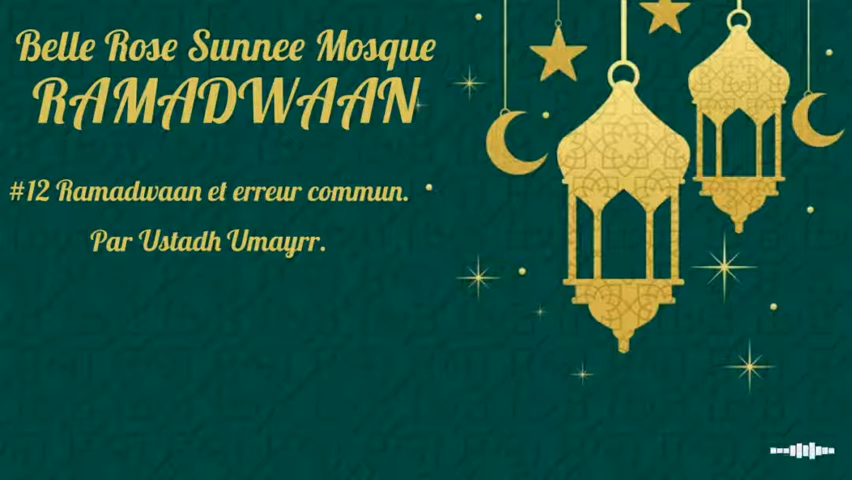 Belle Rose Sunnee Mosque
RAMADWAAN
#12 Ramadwaan et erreur commun.
Par Ustadh Umayrr.